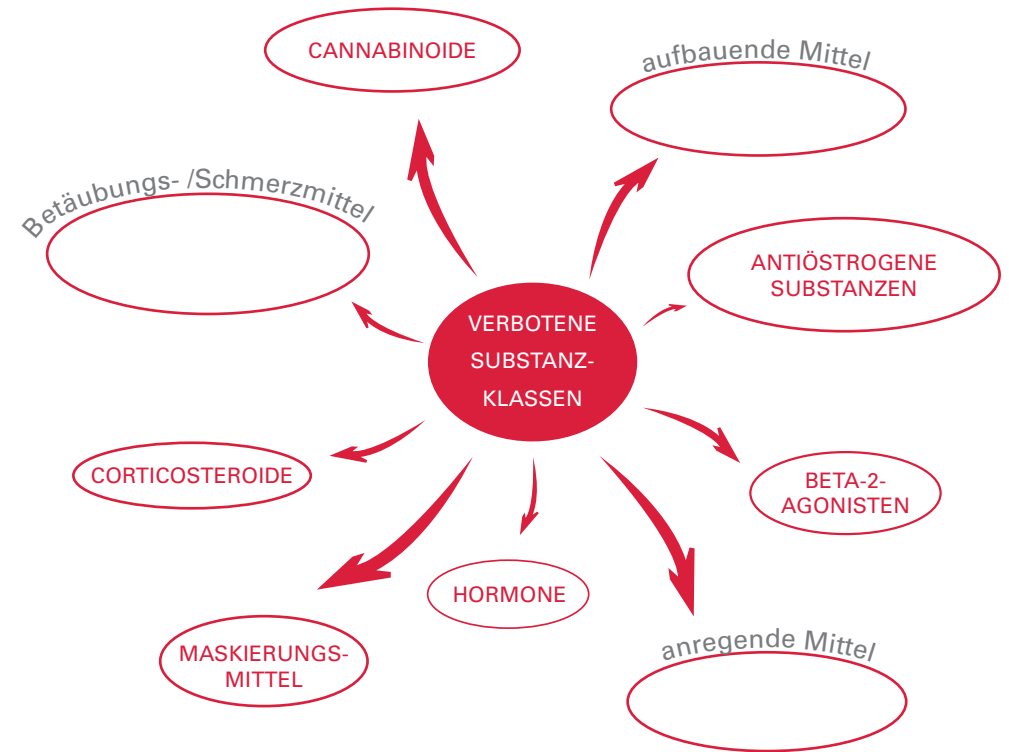 CANNABINOIDE
aufbauende Mittel
Betäubungs- /Schmerzmittel
ANTIÖSTROGENE
SUBSTANZEN
VERBOTENE
SUBSTANZ-
KLASSEN
CORTICOSTEROIDE
BETA-2-
AGONISTEN
HORMONE
MASKIERUNGS-
MITTEL
anregende Mittel